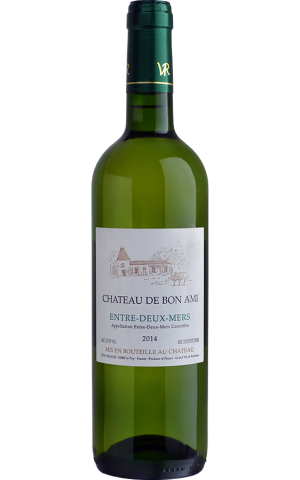 VR
CHATEAU DE BON AMI
ENTRE-DEUX-MERS
Appellation Entre-Deux-Mers Contrôlée
2014
MIS EN BOUTEILLE AU CHATEAU